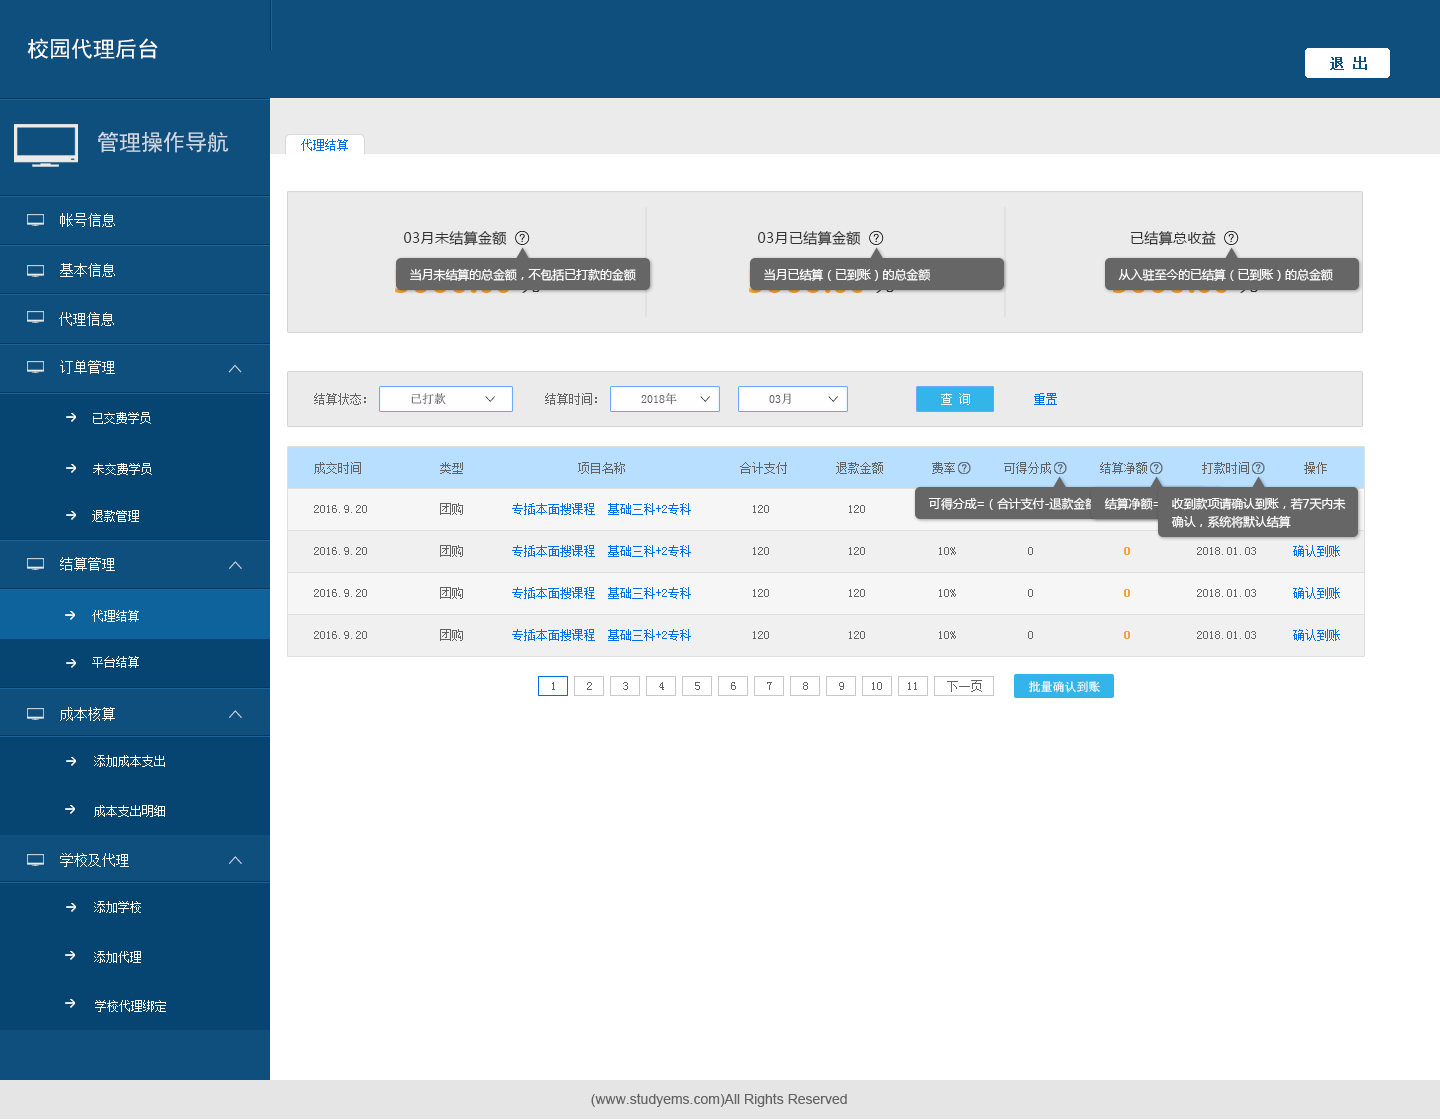 校园代理后台
退 出
管理操作导航
帐号信息
基本信息
代理信息
订单管理
已交费学员
未交费学员
退款管理
结算管理
代理结算
平台结算
成本核算
添加成本支出
成本支出明细
学校及代理
添加学校
添加代理
学校代理绑定
代理结算
03月未结算金额 ?
当月未结算的总金额，不包括已打款的金额
03月已结算金额 ?
当月已结算（已到账）的总金额
已结算总收益 ?
从入驻至今的已结算（已到账）的总金额
结算状态： 已打款 结算时间： 2018年 03月 查 询 重置
成交时间 类型 项目名称 合计支付 退款金额 费率? 可得分成? 结算净额? 打款时间? 操作
2016.9.20 团购 专插本面搜课程 基础三科+2专科 120 120
可得分成=（合计支付-退款金额
结算净额=
收到款项请确认到账，若7天内未
确认，系统将默认结算
2016.9.20 团购 专插本面搜课程 基础三科+2专科 120 120 10% 0 0 2018.01.03 确认到账
2016.9.20 团购 专插本面搜课程 基础三科+2专科 120 120 10% 0 0 2018.01.03 确认到账
2016.9.20 团购 专插本面搜课程 基础三科+2专科 120 120 10% 0 0 2018.01.03 确认到账
1 2 3 4 5 6 7 8 9 10 11 下一页 批量确认到账
(www.studyems.com)All Rights Reserved